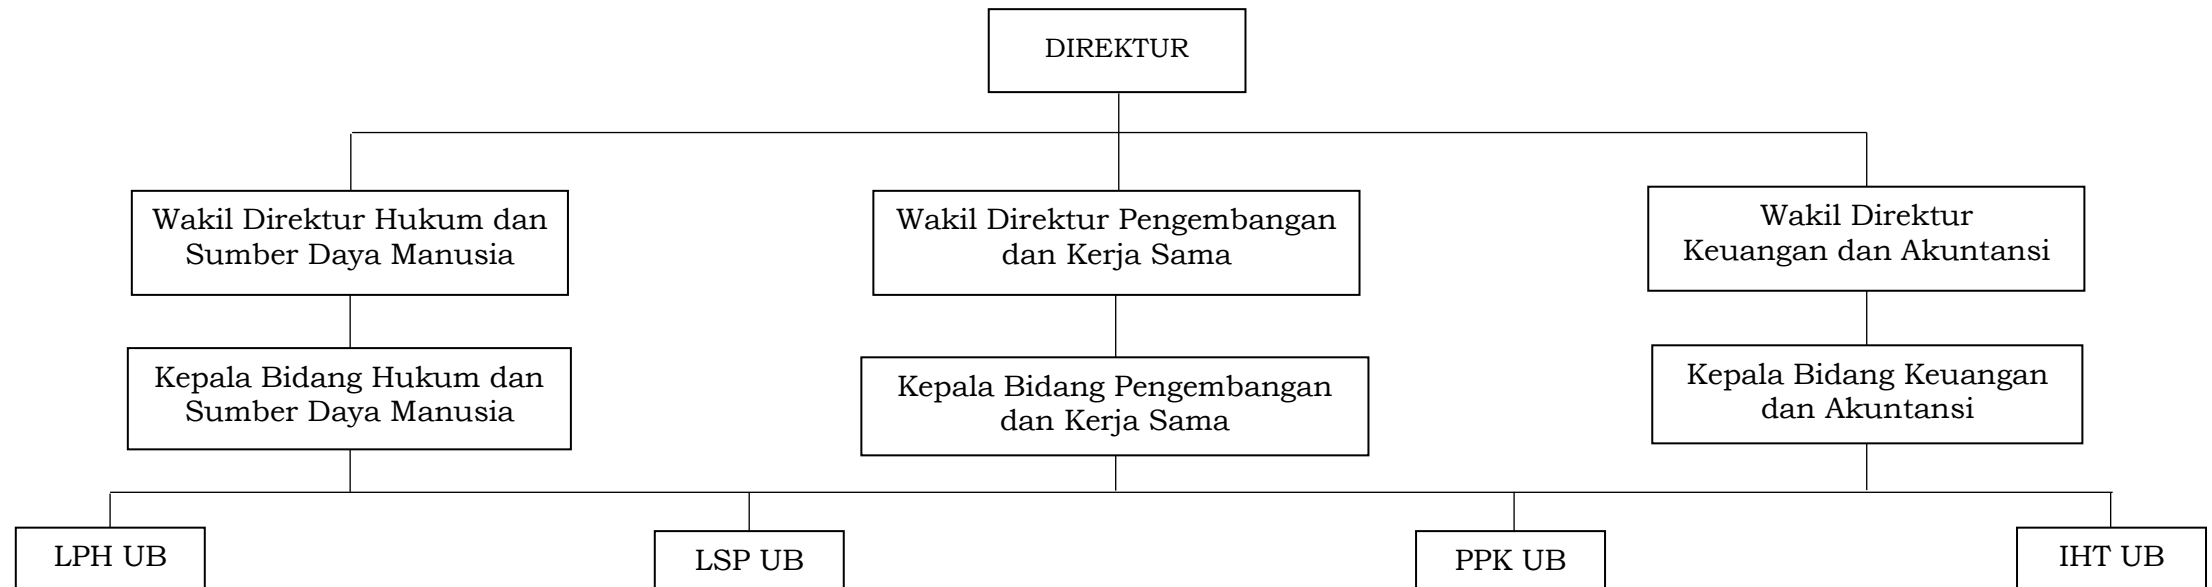 DIREKTUR
Wakil Direktur Hukum dan
Sumber Daya Manusia
Wakil Direktur Pengembangan
dan Kerja Sama
Wakil Direktur
Keuangan dan Akuntansi
Kepala Bidang Hukum dan
Sumber Daya Manusia
Kepala Bidang Pengembangan
dan Kerja Sama
Kepala Bidang Keuangan
dan Akuntansi
LPH UB
LSP UB
PPK UB
IHT UB